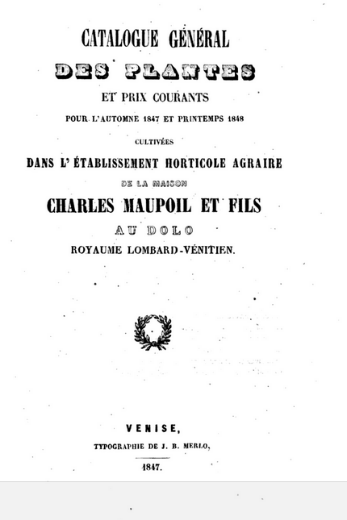 CATALOGUE GÉNÉRAL
DES PLANTES
ET PRIX COURANTS
POUR L'AUTOMNE 1847 ET PRINTEMPS 1848
CULTIVÉES
DANS L'ÉTABLISSEMENT HORTICOLE AGRAIRE
DE LA MAISON
CHARLES MAUPOIL ET FILS
AU DOLO
ROYAUME LOMBARD-VÉNITIEN.
VENISE,
TYPOGRAPHIE DE J. B. MERLO,
1847.